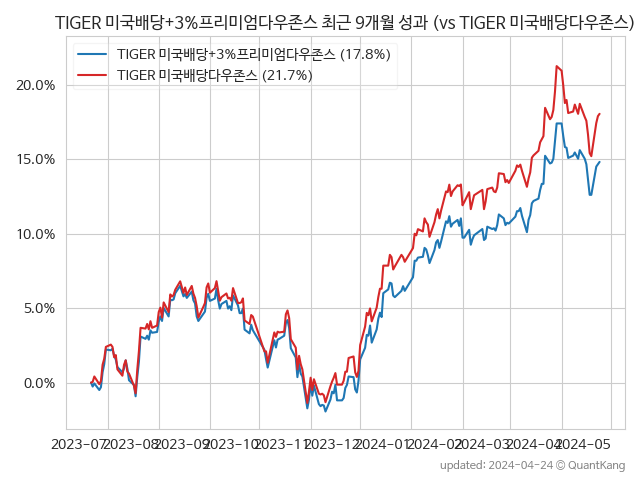 TIGER 미국배당+3%프리미엄다우존스 최근 9개월 성과 (vs TIGER 미국배당다우존스)
TIGER 미국배당+3%프리미엄다우존스 (17.8%)
TIGER 미국배당다우존스 (21.7%)
20.0%
15.0%
10.0%
5.0%
0.0%
2023-07 2023-08 2023-09 2023-10 2023-11 2023-12 2024-01 2024-02 2024-03 2024-04 2024-05
updated: 2024-04-24 ⓒ QuantKang